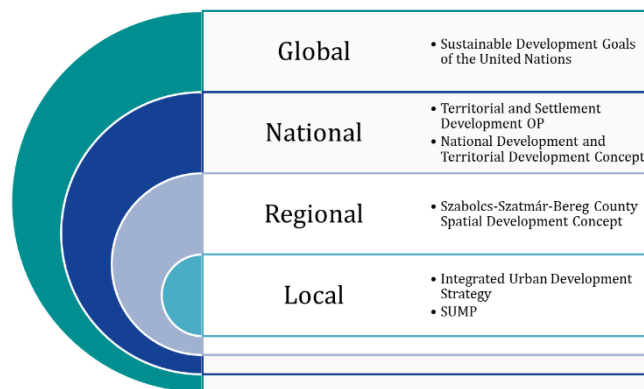 Global
• Sustainable Development Goals
of the United Nations
National
• Territorial and Settlement
Development OP
• National Development and
Territorial Development Concept
Regional
• Szabolcs-Szatmár-Bereg County
Spatial Development Concept
Local
• Integrated Urban Development
Strategy
• SUMP